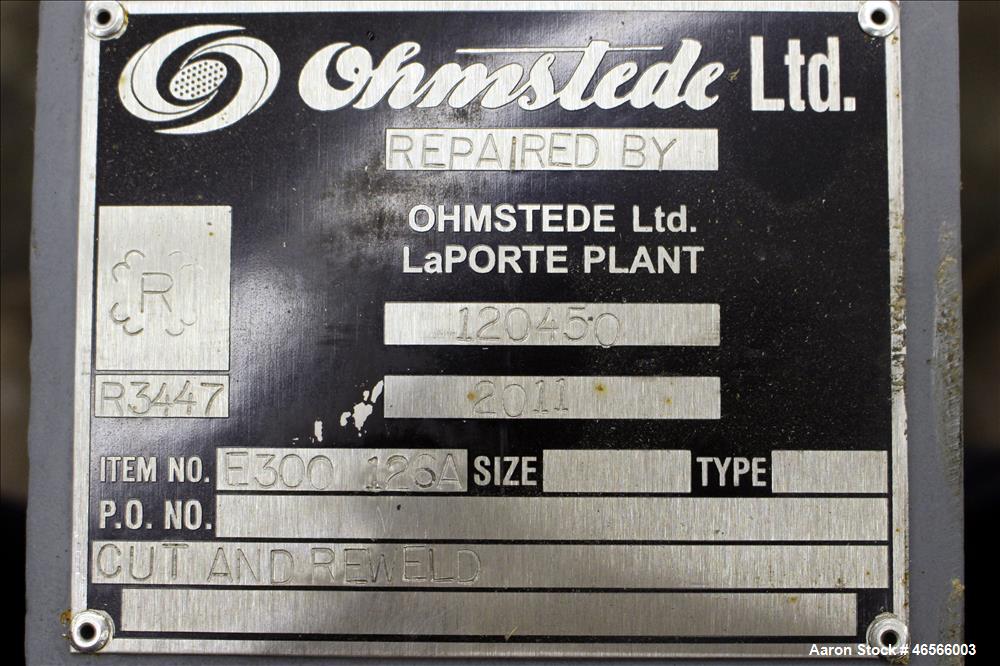 Ohmstede Ltd.
REPAIRED BY
OHMSTEDE Ltd.
LaPORTE PLANT
R
120450
R3447
2011
ITEM NO. E300 126A SIZE TYPE
P.O. NO.
CUT AND REWELD
Aaron Stock # 46566003